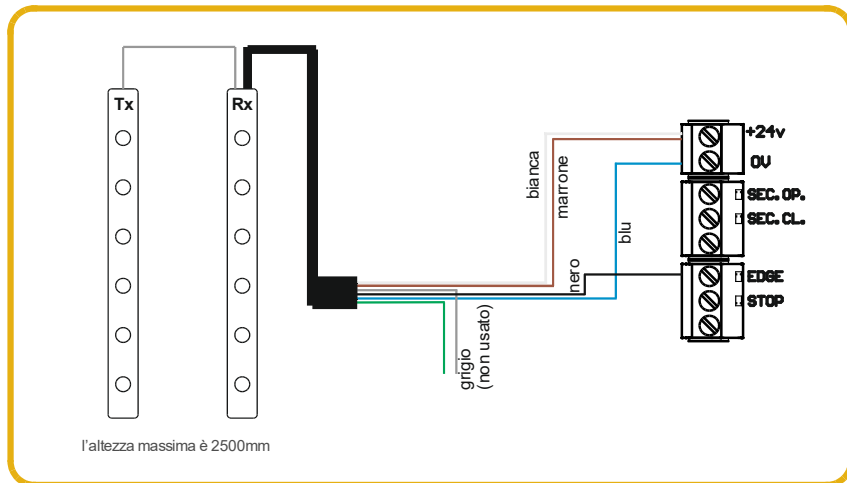 Tx
Rx
bianca
marrone
blu
nero
grigio
(non usato)
+24v
0V
SEC.OP.
SEC.CL.
EDGE
STOP
l'altezza massima è 2500mm